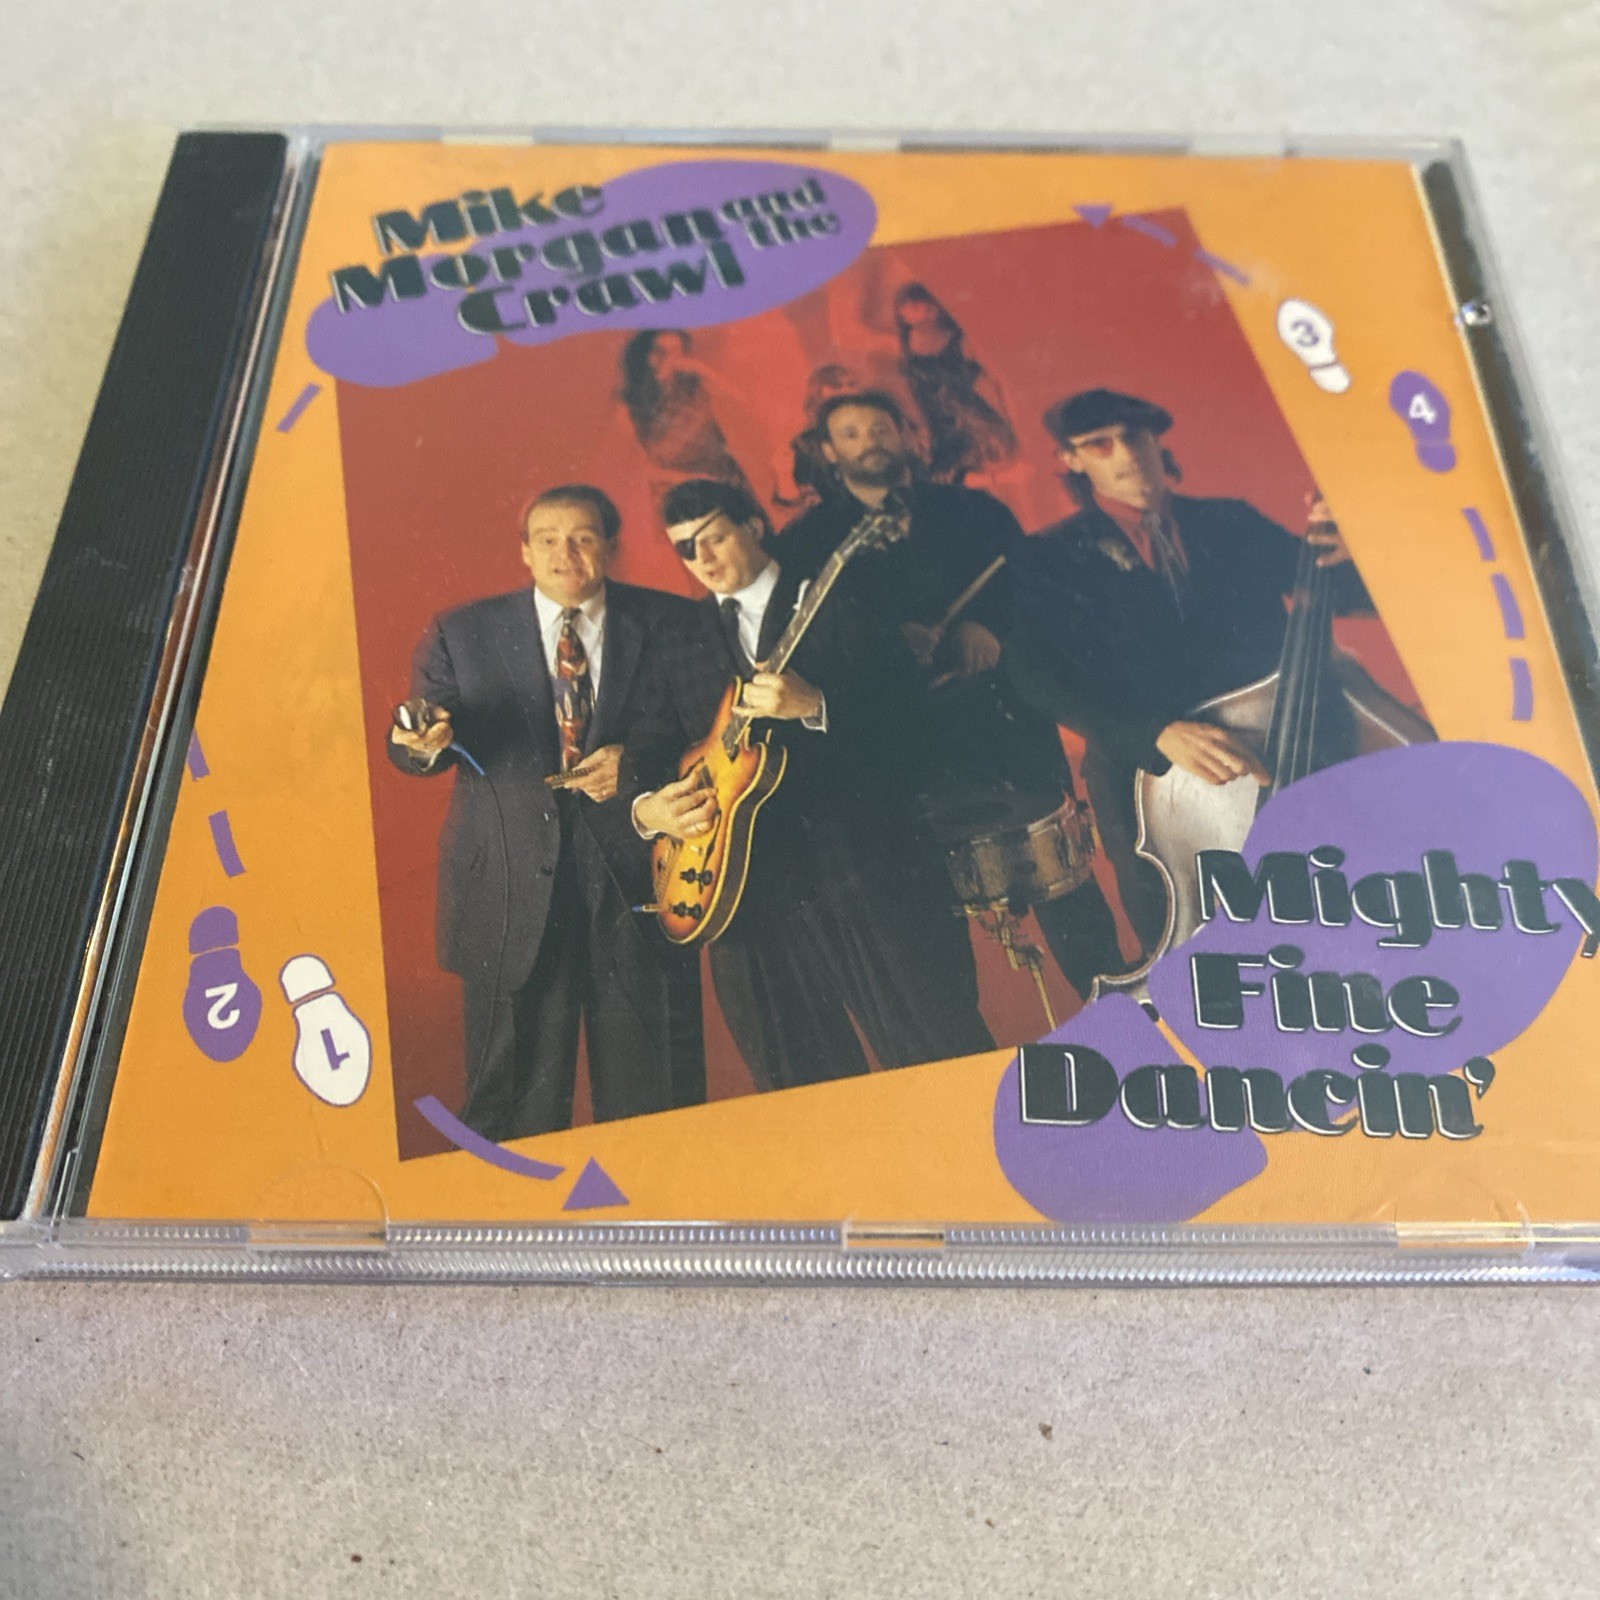 Mike
Morgan and
the
Crawl
3
4
2
1
Mighty
Fine
Dancin'